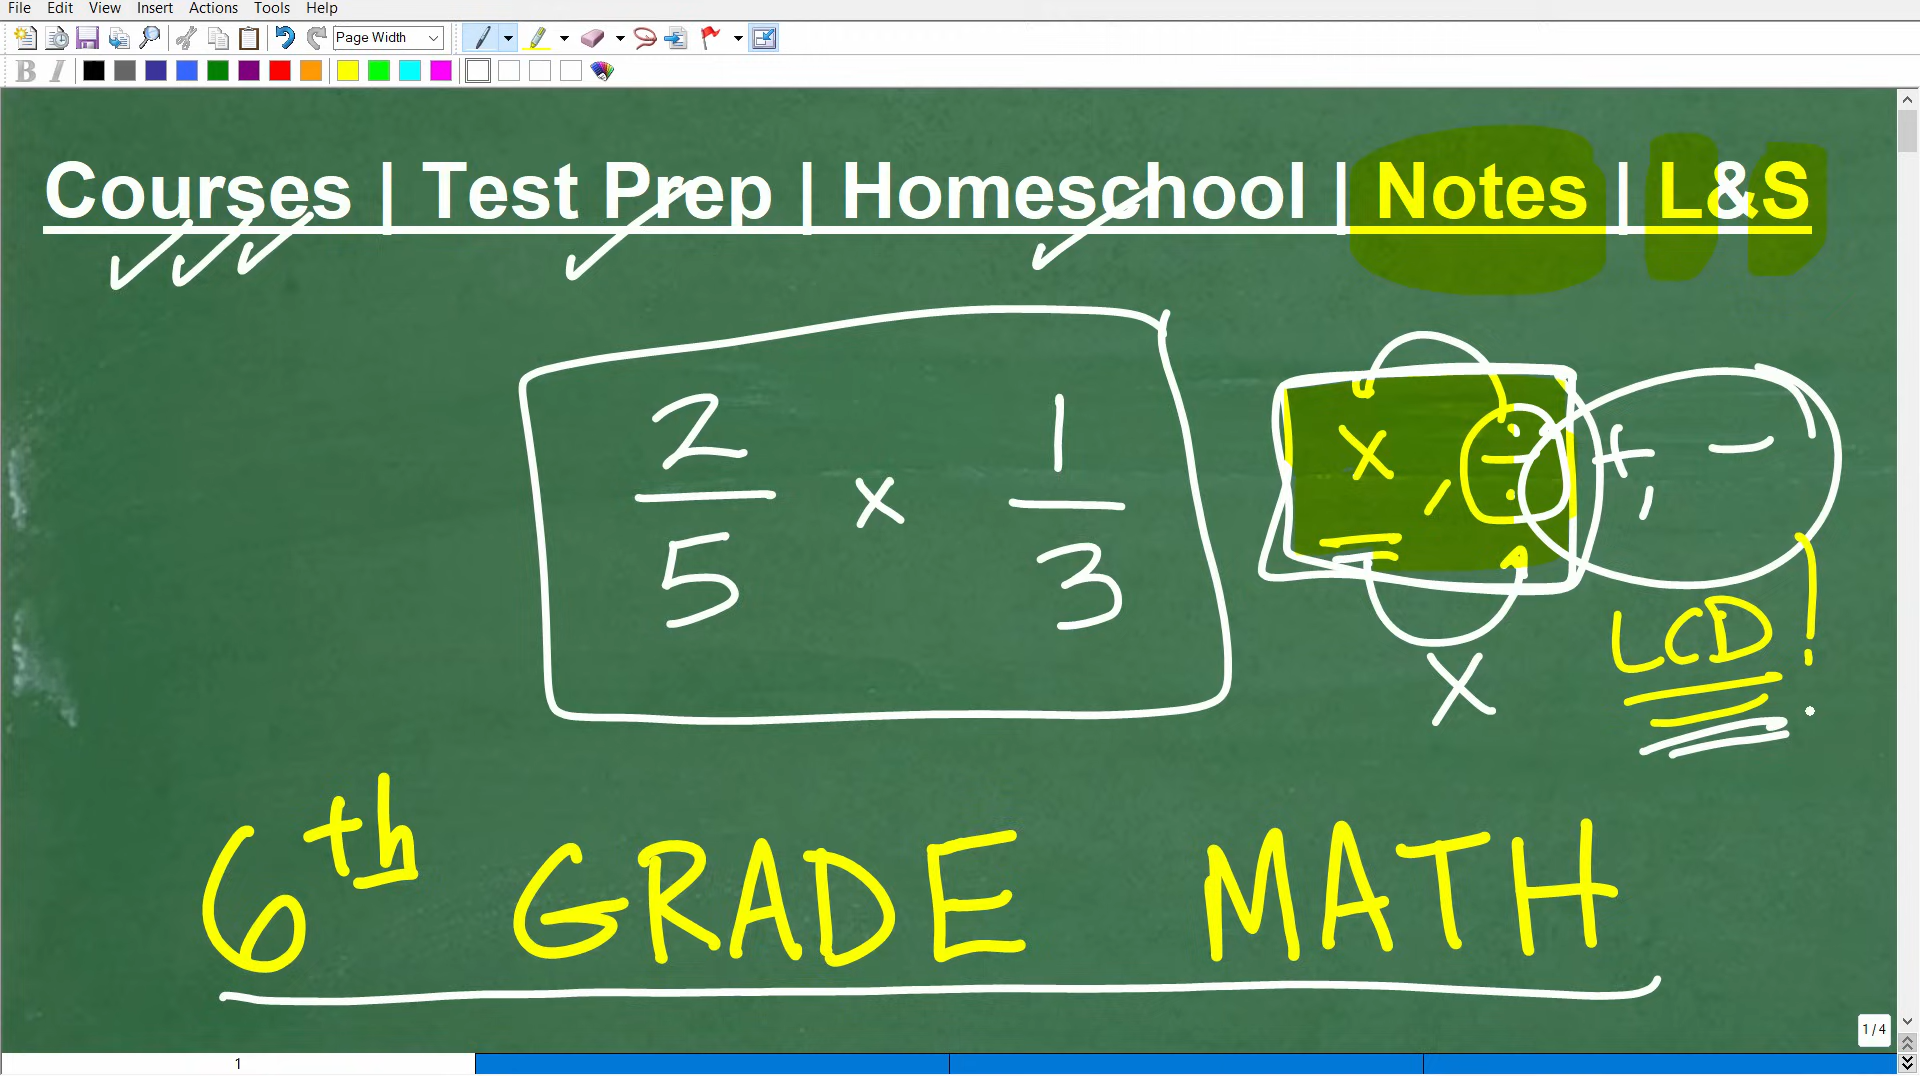 File Edit View Insert Actions Tools Help
Page Width
B I
Courses | Test Prep | Homeschool | Notes | L&S
2/5 x 1/3
x , ÷ + , −
LCD !
x
6th GRADE MATH
1 / 4
1